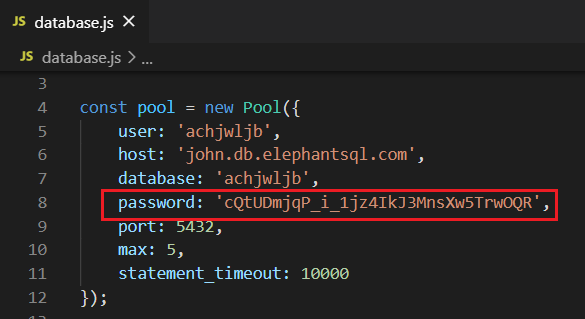 JS database.js ×
JS database.js > ...
3
4 const pool = new Pool({
5 user: 'achjwljb',
6 host: 'john.db.elephantsql.com',
7 database: 'achjwljb',
8 password: 'cQtUDmjqP_i_1jz4IkJ3MnsXw5TrwOQR',
9 port: 5432,
10 max: 5,
11 statement_timeout: 10000
12 });